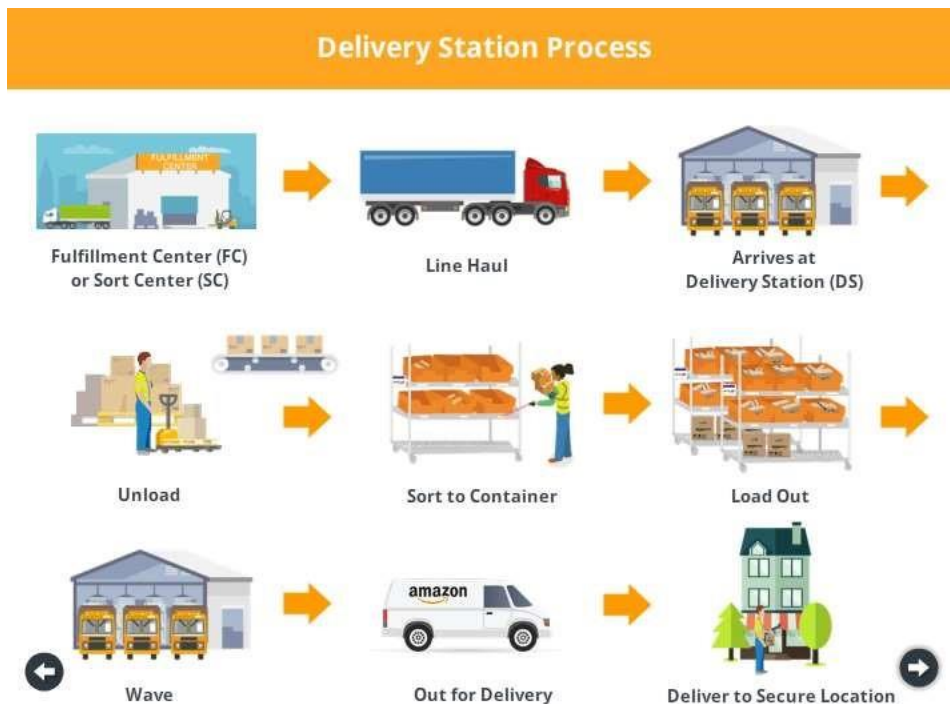 Delivery Station Process
FULFILLMENT
CENTER
Fulfillment Center (FC)
or Sort Center (SC)
Line Haul
Arrives at
Delivery Station (DS)
Unload
Sort to Container
Load Out
Wave
amazon
Out for Delivery
Deliver to Secure Location